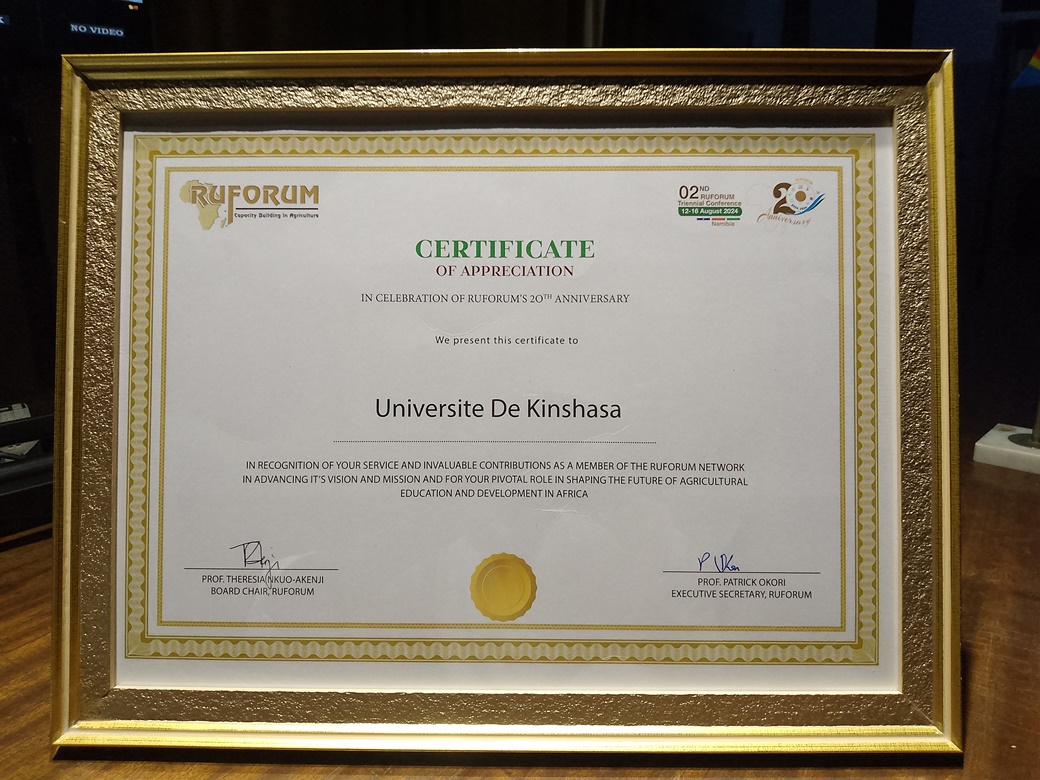 NO VIDEO
RUFORUM
Capacity Building in Agriculture
02ND
RUFORUM
Triennial Conference
12-16 August 2024
Namibia
20
Anniversary
CERTIFICATE
OF APPRECIATION
IN CELEBRATION OF RUFORUM'S 20TH ANNIVERSARY
We present this certificate to
Universite De Kinshasa
IN RECOGNITION OF YOUR SERVICE AND INVALUABLE CONTRIBUTIONS AS A MEMBER OF THE RUFORUM NETWORK
IN ADVANCING IT'S VISION AND MISSION AND FOR YOUR PIVOTAL ROLE IN SHAPING THE FUTURE OF AGRICULTURAL
EDUCATION AND DEVELOPMENT IN AFRICA
PROF. THERESIA NKUO-AKENJI
BOARD CHAIR, RUFORUM
PROF. PATRICK OKORI
EXECUTIVE SECRETARY, RUFORUM